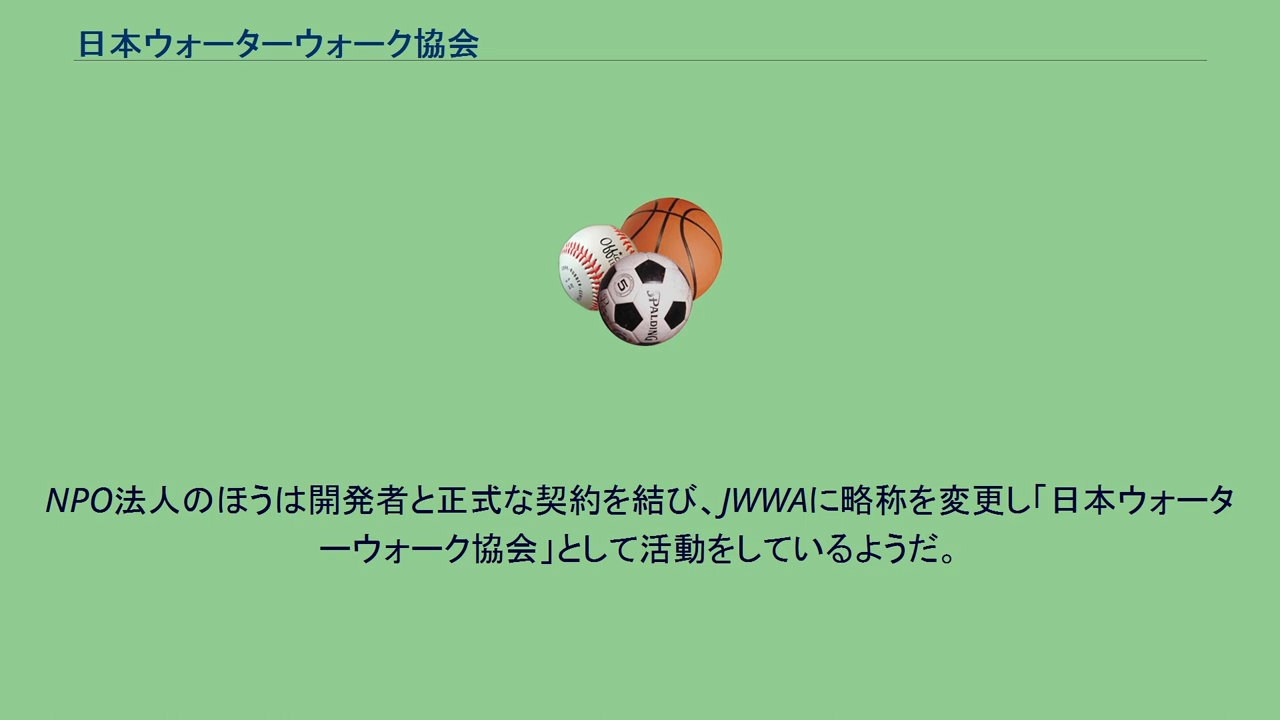 日本ウォーターウォーク協会
Offici
5
SPALDING
NPO法人のほうは開発者と正式な契約を結び、JWWAに略称を変更し「日本ウォータ
ーウォーク協会」として活動をしているようだ。